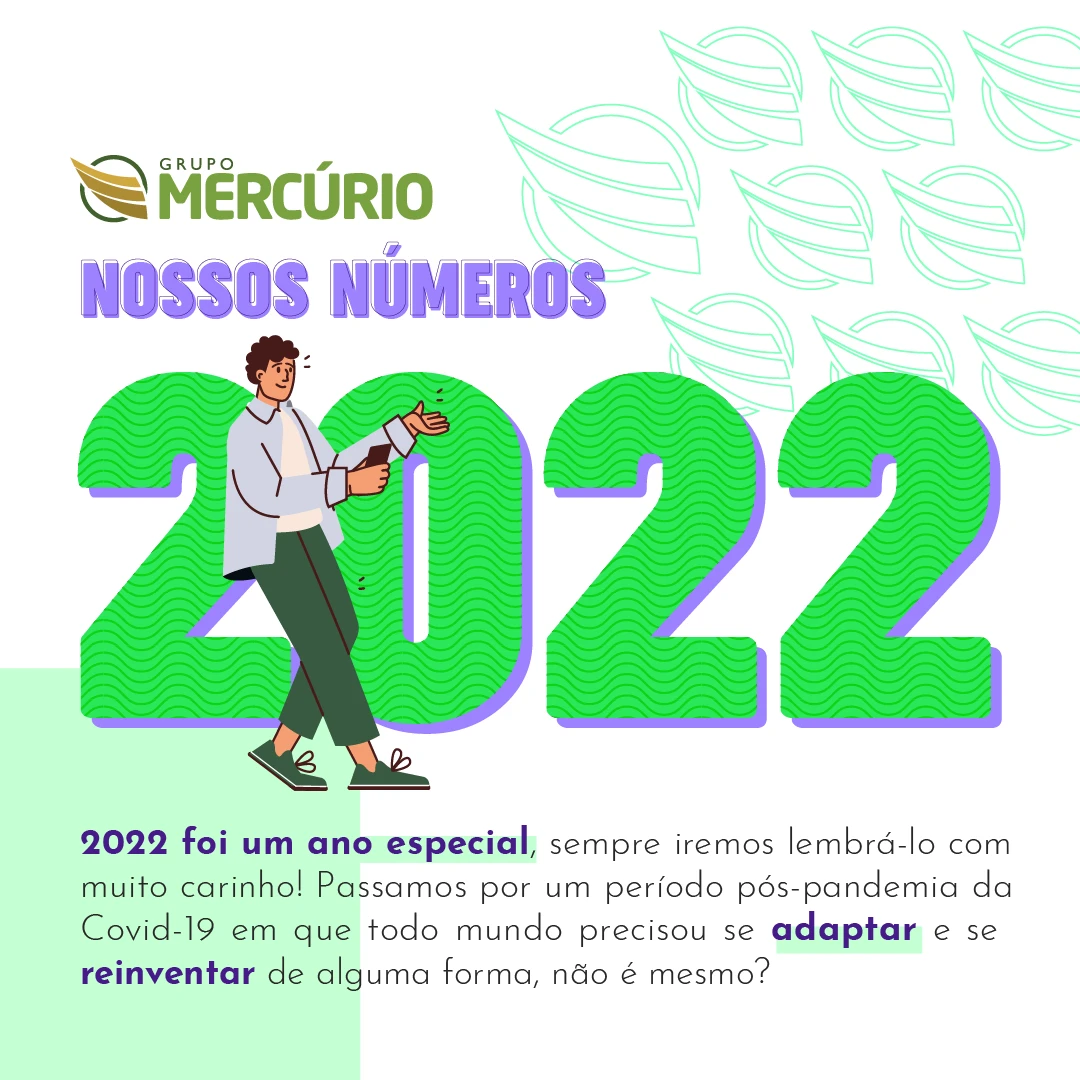 GRUPO
MERCÚRIO
NOSSOS NÚMEROS
2022
2022 foi um ano especial, sempre iremos lembrá-lo com
muito carinho! Passamos por um período pós-pandemia da
Covid-19 em que todo mundo precisou se adaptar e se
reinventar de alguma forma, não é mesmo?